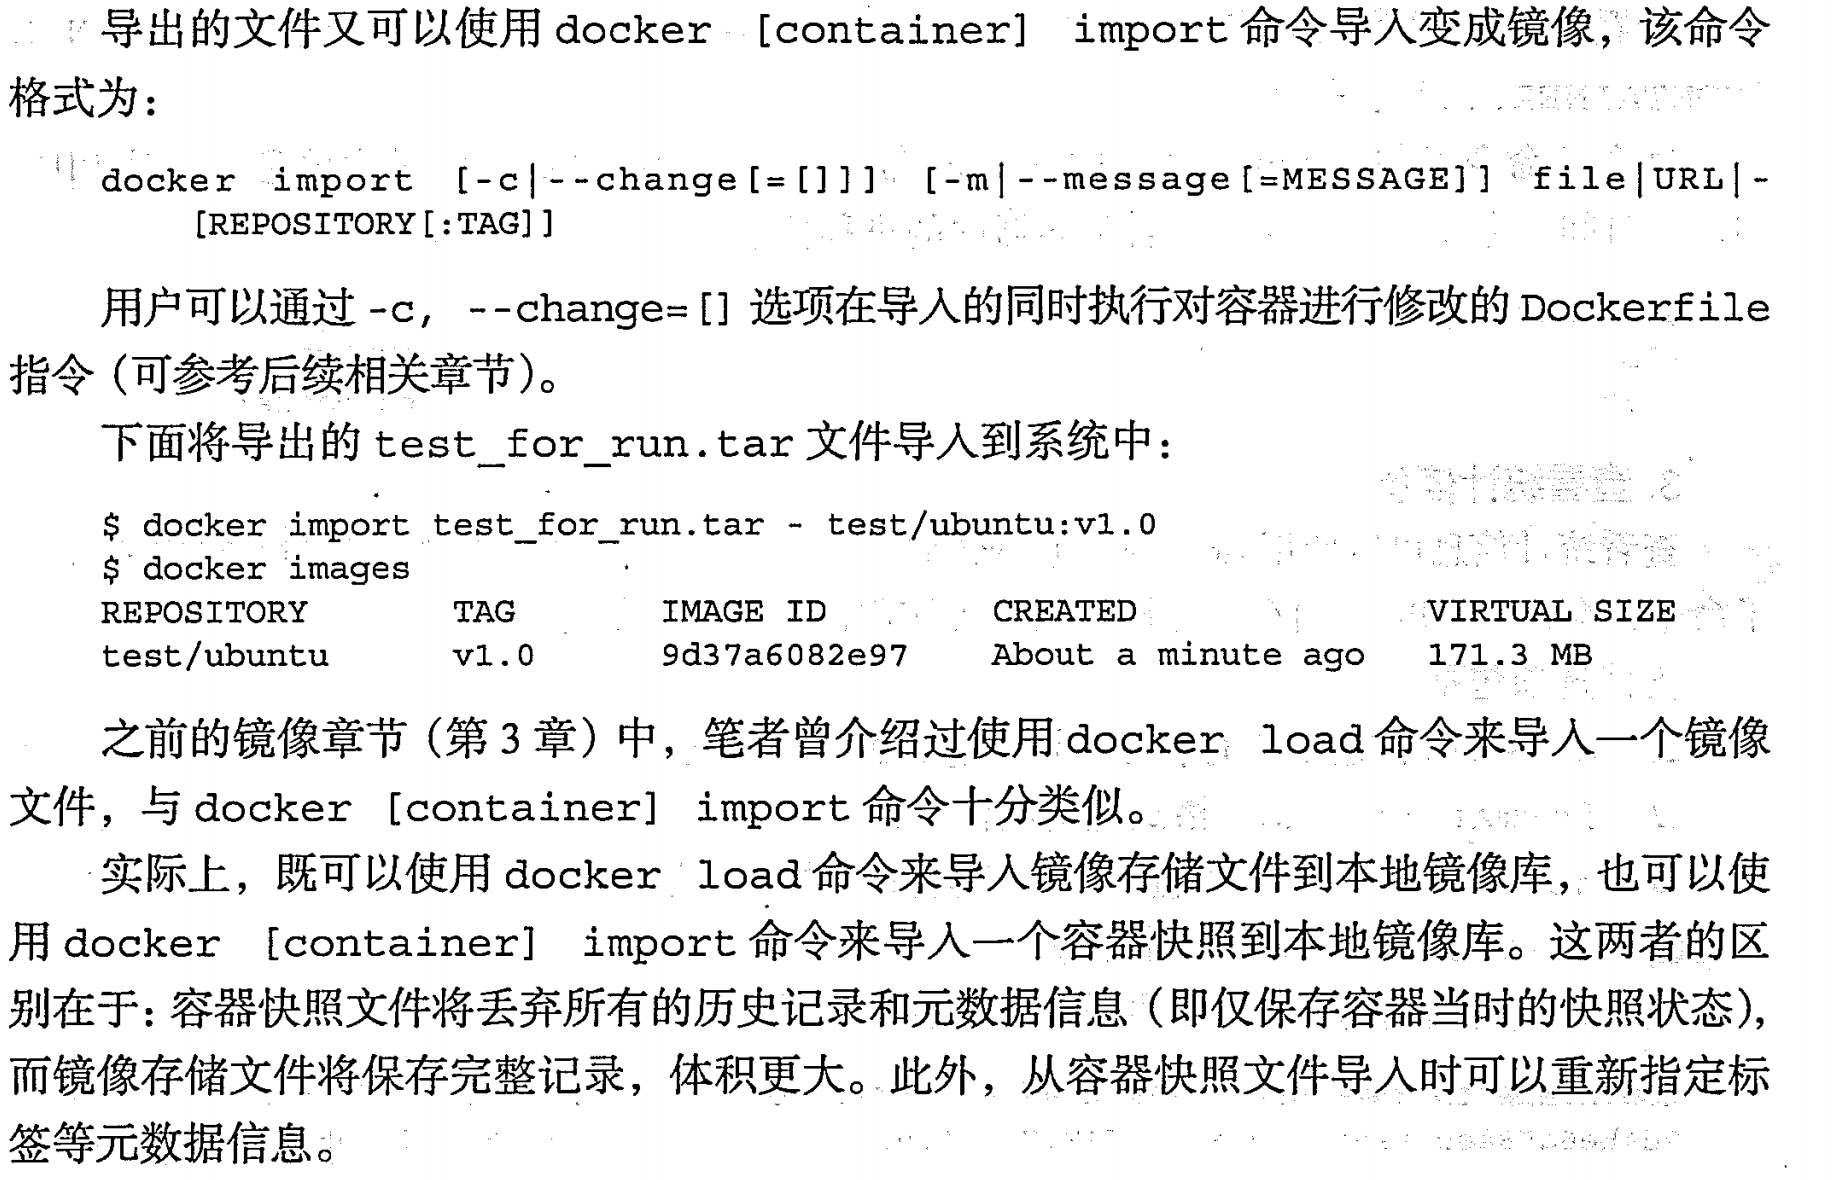 导出的文件又可以使用 docker [container] import 命令导入变成镜像，该命令
格式为：
docker import [-c|--change[=[]]] [-m|--message[=MESSAGE]] file|URL|-
[REPOSITORY[:TAG]]
用户可以通过 -c, --change=[] 选项在导入的同时执行对容器进行修改的 Dockerfile
指令（可参考后续相关章节）。
下面将导出的 test_for_run.tar 文件导入到系统中：
$ docker import test_for_run.tar - test/ubuntu:v1.0
$ docker images
REPOSITORY TAG IMAGE ID CREATED VIRTUAL SIZE
test/ubuntu v1.0 9d37a6082e97 About a minute ago 171.3 MB
之前的镜像章节（第 3 章）中，笔者曾介绍过使用 docker load 命令来导入一个镜像
文件，与 docker [container] import 命令十分类似。
实际上，既可以使用 docker load 命令来导入镜像存储文件到本地镜像库，也可以使
用 docker [container] import 命令来导入一个容器快照到本地镜像库。这两者的区
别在于：容器快照文件将丢弃所有的历史记录和元数据信息（即仅保存容器当时的快照状态），
而镜像存储文件将保存完整记录，体积更大。此外，从容器快照文件导入时可以重新指定标
签等元数据信息。